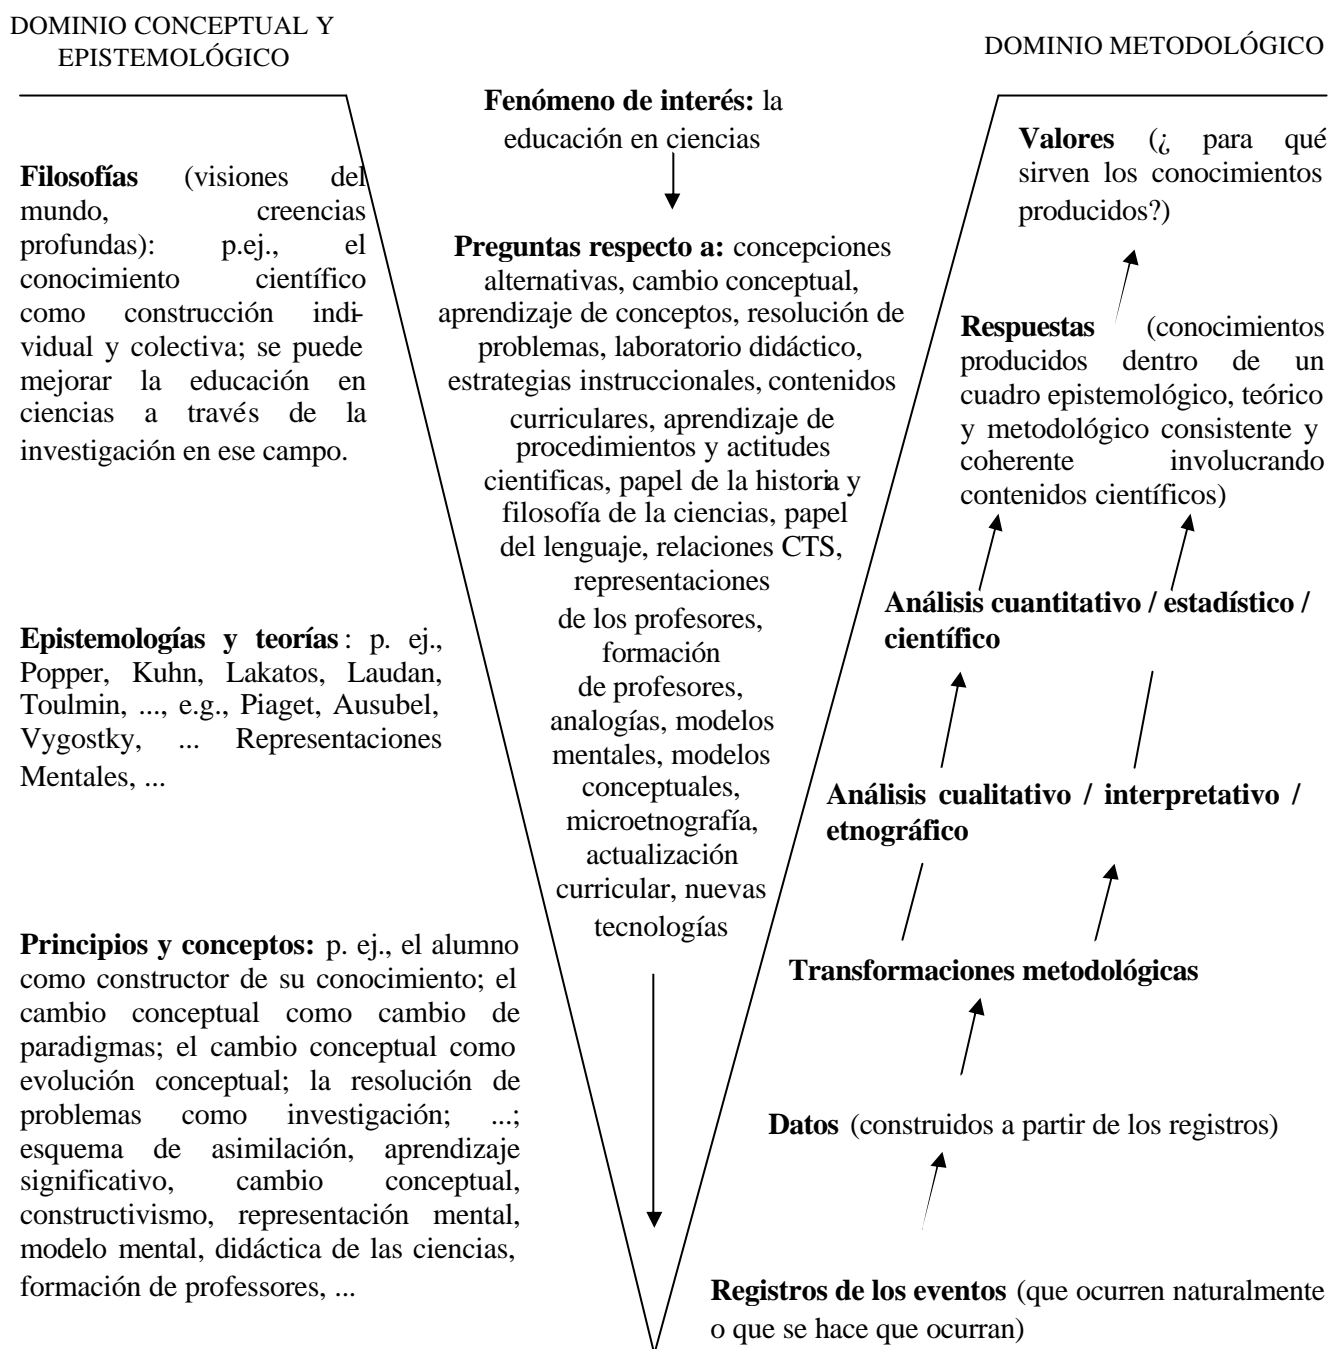 DOMINIO CONCEPTUAL Y
EPISTEMOLÓGICO
Filosofías (visiones del
mundo, creencias
profundas): p.ej., el
conocimiento científico
como construcción indi-
vidual y colectiva; se puede
mejorar la educación en
ciencias a través de la
investigación en ese campo.
Epistemologías y teorías: p. ej.,
Popper, Kuhn, Lakatos, Laudan,
Toulmin, ..., e.g., Piaget, Ausubel,
Vygostky, ... Representaciones
Mentales, ...
Principios y conceptos: p. ej., el alumno
como constructor de su conocimiento; el
cambio conceptual como cambio de
paradigmas; el cambio conceptual como
evolución conceptual; la resolución de
problemas como investigación; ...;
esquema de asimilación, aprendizaje
significativo, cambio conceptual,
constructivismo, representación mental,
modelo mental, didáctica de las ciencias,
formación de professores, ...
Fenómeno de interés: la
educación en ciencias
Preguntas respecto a: concepciones
alternativas, cambio conceptual,
aprendizaje de conceptos, resolución de
problemas, laboratorio didáctico,
estrategias instruccionales, contenidos
curriculares, aprendizaje de
procedimientos y actitudes
cientificas, papel de la historia y
filosofía de la ciencias, papel
del lenguaje, relaciones CTS,
representaciones
de los profesores,
formación
de profesores,
analogías, modelos
mentales, modelos
conceptuales,
microetnografía,
actualización
curricular, nuevas
tecnologías
DOMINIO METODOLÓGICO
Valores (¿ para qué
sirven los conocimientos
producidos?)
Respuestas (conocimientos
producidos dentro de un
cuadro epistemológico, teórico
y metodológico consistente y
coherente involucrando
contenidos científicos)
Análisis cuantitativo / estadístico /
científico
Análisis cualitativo / interpretativo /
etnográfico
Transformaciones metodológicas
Datos (construidos a partir de los registros)
Registros de los eventos (que ocurren naturalmente
o que se hace que ocurran)